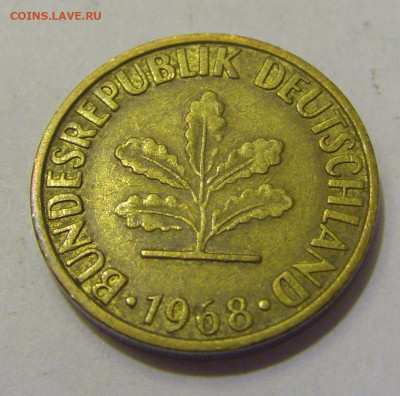 COINS.LAVE.RU
BUNDESREPUBLIK DEUTSCHLAND
· 1968 ·